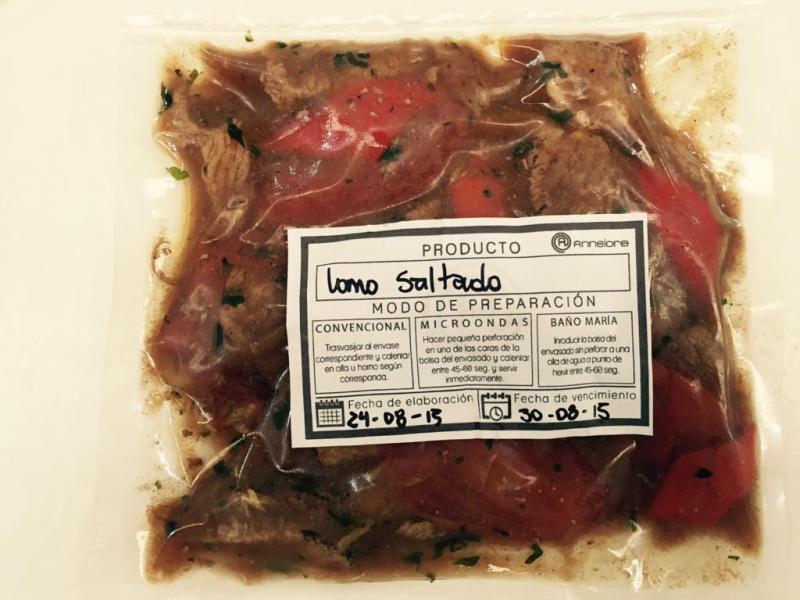 PRODUCTO
Annelore
lomo saltado
MODO DE PREPARACIÓN
CONVENCIONAL
Trasvasijar al envase
correspondiente y calentar
en olla u horno según
corresponda.
MICROONDAS
Hacer pequeña perforación
en una de las caras de la
bolsa del envasado y calentar
entre 45-60 seg. y servir
inmediatamente.
BAÑO MARÍA
Introducir la bolsa del
envasado sin perforar a una
olla de agua a punto de
hervir entre 45-60 seg.
Fecha de elaboración
24-08-15
Fecha de vencimiento
30-08-15